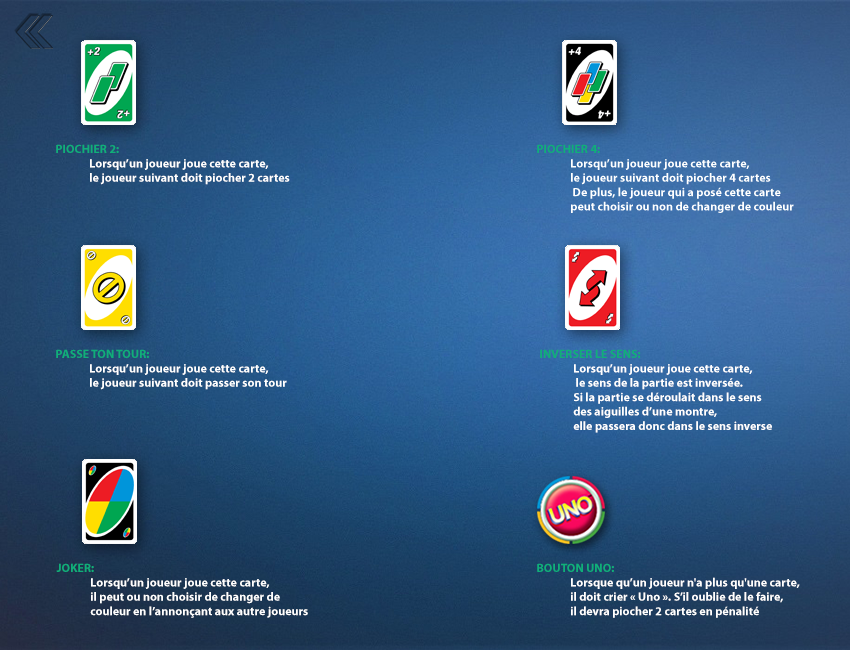 +2
+2
PIOCHIER 2:
Lorsqu'un joueur joue cette carte,
le joueur suivant doit piocher 2 cartes
+4
+4
PIOCHIER 4:
Lorsqu'un joueur joue cette carte,
le joueur suivant doit piocher 4 cartes
De plus, le joueur qui a posé cette carte
peut choisir ou non de changer de couleur
PASSE TON TOUR:
Lorsqu'un joueur joue cette carte,
le joueur suivant doit passer son tour
INVERSER LE SENS:
Lorsqu'un joueur joue cette carte,
le sens de la partie est inversée.
Si la partie se déroulait dans le sens
des aiguilles d'une montre,
elle passera donc dans le sens inverse
JOKER:
Lorsqu'un joueur joue cette carte,
il peut ou non choisir de changer de
couleur en l'annonçant aux autre joueurs
UNO
BOUTON UNO:
Lorsque qu'un joueur n'a plus qu'une carte,
il doit crier « Uno ». S'il oublie de le faire,
il devra piocher 2 cartes en pénalité